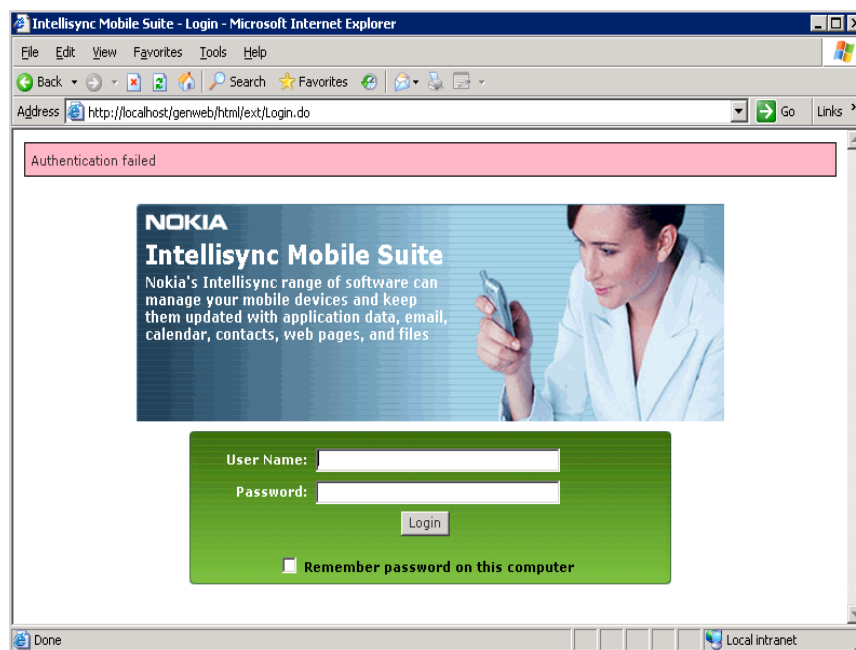 Intellisync Mobile Suite - Login - Microsoft Internet Explorer
File Edit View Favorites Tools Help
Back Search Favorites
Address http://localhost/genweb/html/ext/Login.do Go Links
Authentication failed
NOKIA
Intellisync Mobile Suite
Nokia's Intellisync range of software can
manage your mobile devices and keep
them updated with application data, email,
calendar, contacts, web pages, and files
User Name:
Password:
Login
Remember password on this computer
Done Local intranet